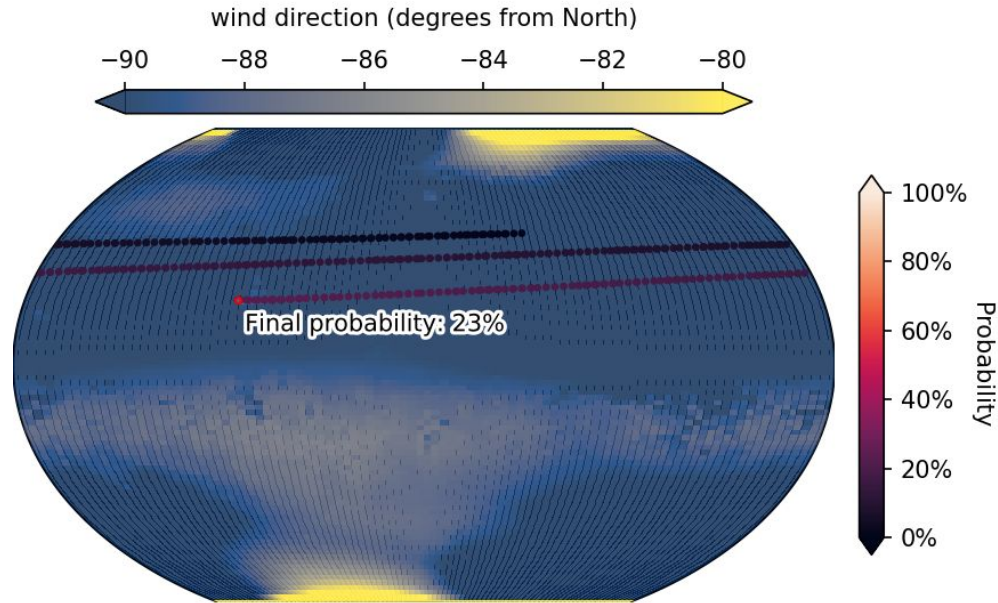 wind direction (degrees from North)
−90 −88 −86 −84 −82 −80
100%
80%
60%
40%
20%
0%
Probability
Final probability: 23%